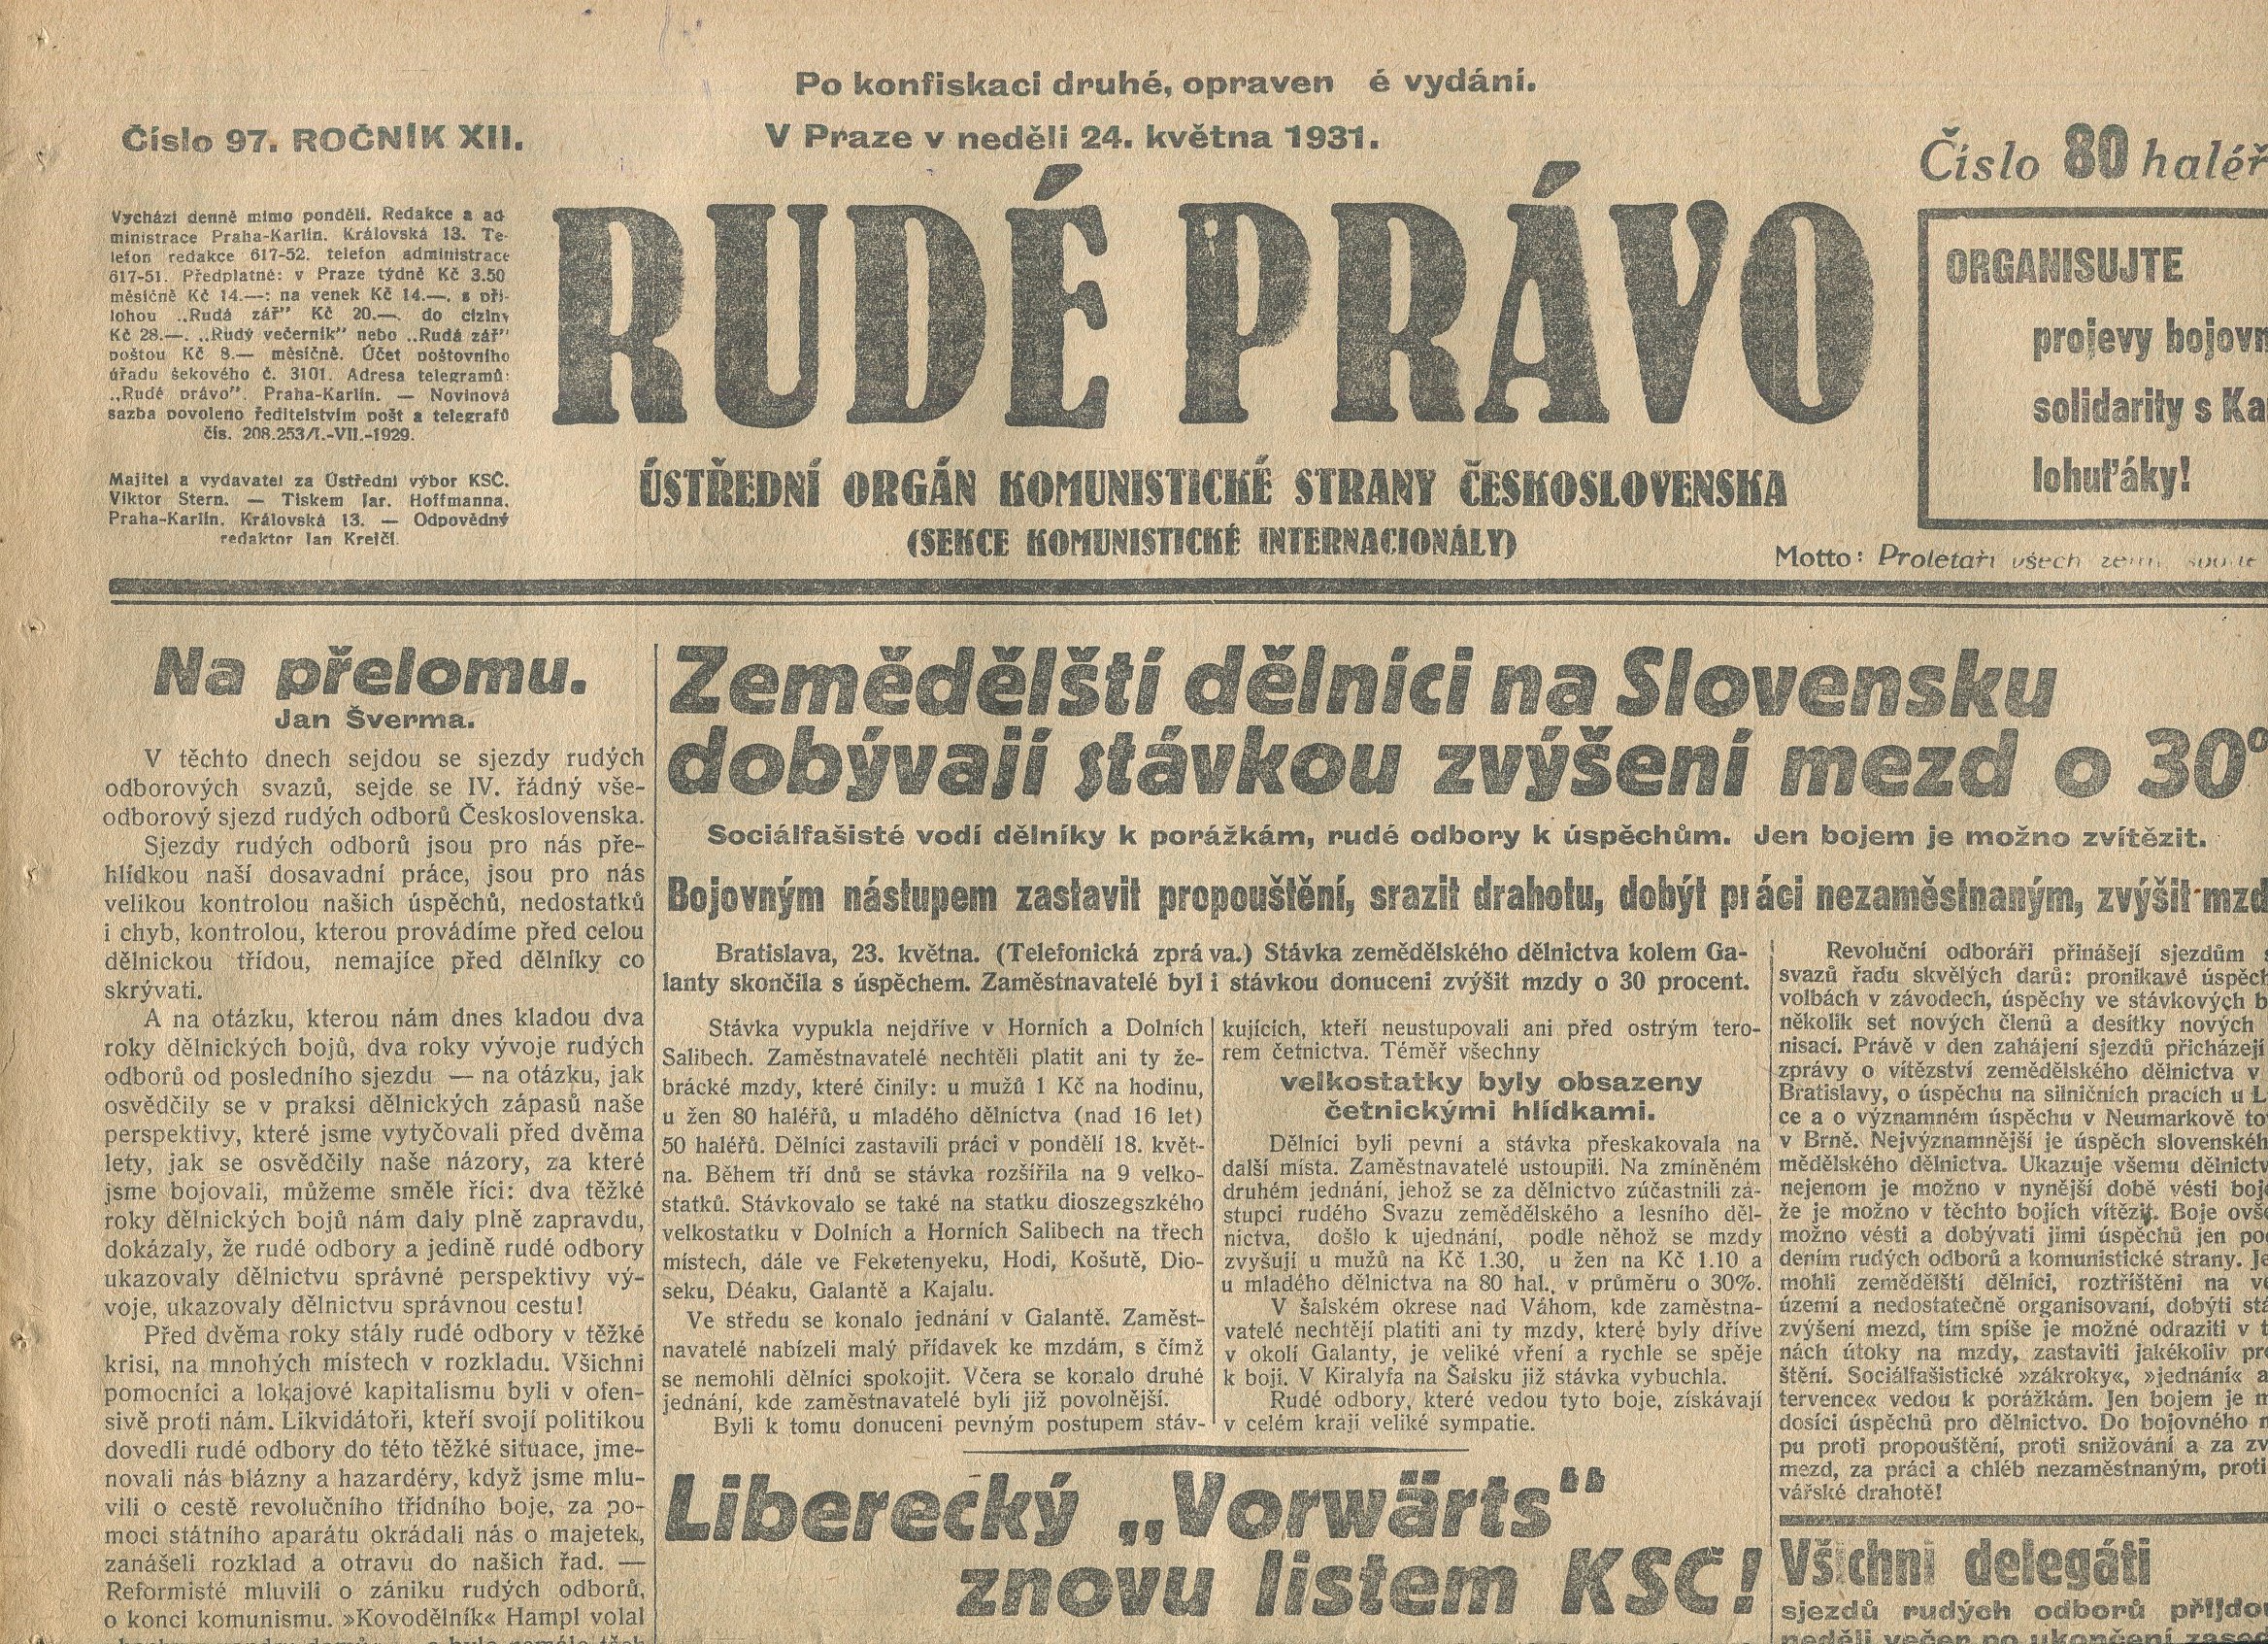 Po konfiskaci druhé, opraven é vydání.
Číslo 97. ROČNÍK XII.
V Praze v neděli 24. května 1931.
Číslo 80 haléř
Vychází denně mimo pondělí. Redakce a ad-
ministrace Praha-Karlín. Královská 13. Te-
lefon redakce 617-52. telefon administrace
617-51. Předplatné: v Praze týdně Kč 3.50
měsíčně Kč 14.—: na venek Kč 14.—. s pří-
lohou „Rudá zář" Kč 20.—. do ciziny
Kč 28.—. „Rudý večerník" nebo „Rudá zář"
poštou Kč 8.— měsíčně. Účet poštovního
úřadu šekového č. 3101. Adresa telegramů:
„Rudé právo". Praha-Karlín. — Novinová
sazba povoleno ředitelstvím pošt a telegrafů
čís. 208.253/I.-VII.-1929.
Majitel a vydavatel za Ústřední výbor KSČ.
Viktor Stern. — Tiskem Jar. Hoffmanna,
Praha-Karlín. Královská 13. — Odpovědný
redaktor Jan Krejčí.
RUDÉ PRÁVO
ÚSTŘEDNÍ ORGÁN KOMUNISTICKÉ STRANY ČESKOSLOVENSKA
(SEKCE KOMUNISTICKÉ INTERNACIONÁLY)
ORGANISUJTE
projevy bojovn
solidarity s Ka
lohuťáky!
Motto: Proletáři všech zemí, spojte
Na přelomu.
Jan Šverma.
V těchto dnech sejdou se sjezdy rudých
odborových svazů, sejde se IV. řádný vše-
odborový sjezd rudých odborů Československa.
Sjezdy rudých odborů jsou pro nás pře-
hlídkou naší dosavadní práce, jsou pro nás
velikou kontrolou našich úspěchů, nedostatků
i chyb, kontrolou, kterou provádíme před celou
dělnickou třídou, nemajíce před dělníky co
skrývati.
A na otázku, kterou nám dnes kladou dva
roky dělnických bojů, dva roky vývoje rudých
odborů od posledního sjezdu — na otázku, jak
osvědčily se v praksi dělnických zápasů naše
perspektivy, které jsme vytyčovali před dvěma
lety, jak se osvědčily naše názory, za které
jsme bojovali, můžeme směle říci: dva těžké
roky dělnických bojů nám daly plně zapravdu,
dokázaly, že rudé odbory a jedině rudé odbory
ukazovaly dělnictvu správné perspektivy vý-
voje, ukazovaly dělnictvu správnou cestu!
Před dvěma roky stály rudé odbory v těžké
krisi, na mnohých místech v rozkladu. Všichni
pomocníci a lokajové kapitalismu byli v ofen-
sivě proti nám. Likvidátoři, kteří svojí politikou
dovedli rudé odbory do této těžké situace, jme-
novali nás blázny a hazardéry, když jsme mlu-
vili o cestě revolučního třídního boje, za po-
moci státního aparátu okrádali nás o majetek,
zanášeli rozklad a otravu do našich řad. —
Reformisté mluvili o zániku rudých odborů,
o konci komunismu. »Kovodělník« Hampl volal
Zemědělští dělníci na Slovensku
dobývají stávkou zvýšení mezd o 30%
Sociálfašisté vodí dělníky k porážkám, rudé odbory k úspěchům. Jen bojem je možno zvítězit.
Bojovným nástupem zastavit propouštění, srazit drahotu, dobýt práci nezaměstnaným, zvýšit mzd
Bratislava, 23. května. (Telefonická zprá va.) Stávka zemědělského dělnictva kolem Ga-
lanty skončila s úspěchem. Zaměstnavatelé byl i stávkou donuceni zvýšit mzdy o 30 procent.
Stávka vypukla nejdříve v Horních a Dolních
Salibech. Zaměstnavatelé nechtěli platit ani ty že-
brácké mzdy, které činily: u mužů 1 Kč na hodinu,
u žen 80 haléřů, u mladého dělnictva (nad 16 let)
50 haléřů. Dělníci zastavili práci v pondělí 18. květ-
na. Během tří dnů se stávka rozšířila na 9 velko-
statků. Stávkovalo se také na statku dioszegszkého
velkostatku v Dolních a Horních Salibech na třech
místech, dále ve Feketenyeku, Hodi, Košutě, Dio-
seku, Déaku, Galantě a Kajalu.
Ve středu se konalo jednání v Galantě. Zaměst-
navatelé nabízeli malý přídavek ke mzdám, s čímž
se nemohli dělníci spokojit. Včera se konalo druhé
jednání, kde zaměstnavatelé byli již povolnější.
Byli k tomu donuceni pevným postupem stáv-
kujících, kteří neustupovali ani před ostrým tero-
rem četnictva. Téměř všechny
velkostatky byly obsazeny
četnickými hlídkami.
Dělníci byli pevní a stávka přeskakovala na
další místa. Zaměstnavatelé ustoupili. Na zmíněném
druhém jednání, jehož se za dělnictvo zúčastnili zá-
stupci rudého Svazu zemědělského a lesního děl-
nictva, došlo k ujednání, podle něhož se mzdy
zvyšují u mužů na Kč 1.30, u žen na Kč 1.10 a
u mladého dělnictva na 80 hal., v průměru o 30%.
V šalském okrese nad Váhom, kde zaměstna-
vatelé nechtějí platiti ani ty mzdy, které byly dříve
v okolí Galanty, je veliké vření a rychle se spěje
k boji. V Kiralyfa na Šalsku již stávka vybuchla.
Rudé odbory, které vedou tyto boje, získávají
v celém kraji veliké sympatie.
Revoluční odboráři přinášejí sjezdům s
svazů řadu skvělých darů: pronikavé úspěch
volbách v závodech, úspěchy ve stávkových b
několik set nových členů a desítky nových
nisací. Právě v den zahájení sjezdů přicházejí
zprávy o vítězství zemědělského dělnictva v
Bratislavy, o úspěchu na silničních pracích u L
ce a o významném úspěchu v Neumarkově to
v Brně. Nejvýznamnější je úspěch slovenskéh
mědělského dělnictva. Ukazuje všemu dělnictv
nejenom je možno v nynější době vésti boje
že je možno v těchto bojích vítězit. Boje ovše
možno vésti a dobývati jimi úspěchů jen po
dením rudých odborů a komunistické strany. Je
mohli zemědělští dělníci, roztříštěni na ve
území a nedostatečně organisovaní, dobýti stá
zvýšení mezd, tím spíše je možné odraziti v t
nách útoky na mzdy, zastaviti jakékoliv pro
štění. Sociálfašistické »zákroky«, »jednání« a
tervence« vedou k porážkám. Jen bojem je m
dosíci úspěchů pro dělnictvo. Do bojovného n
pu proti propouštění, proti snižování a za zv
mezd, za práci a chléb nezaměstnaným, proti
vářské drahotě!
Liberecký „Vorwärts"
znovu listem KSČ!
Všichni delegáti
sjezdů rudých odborů přijdou
neděli večer po ukončení zased